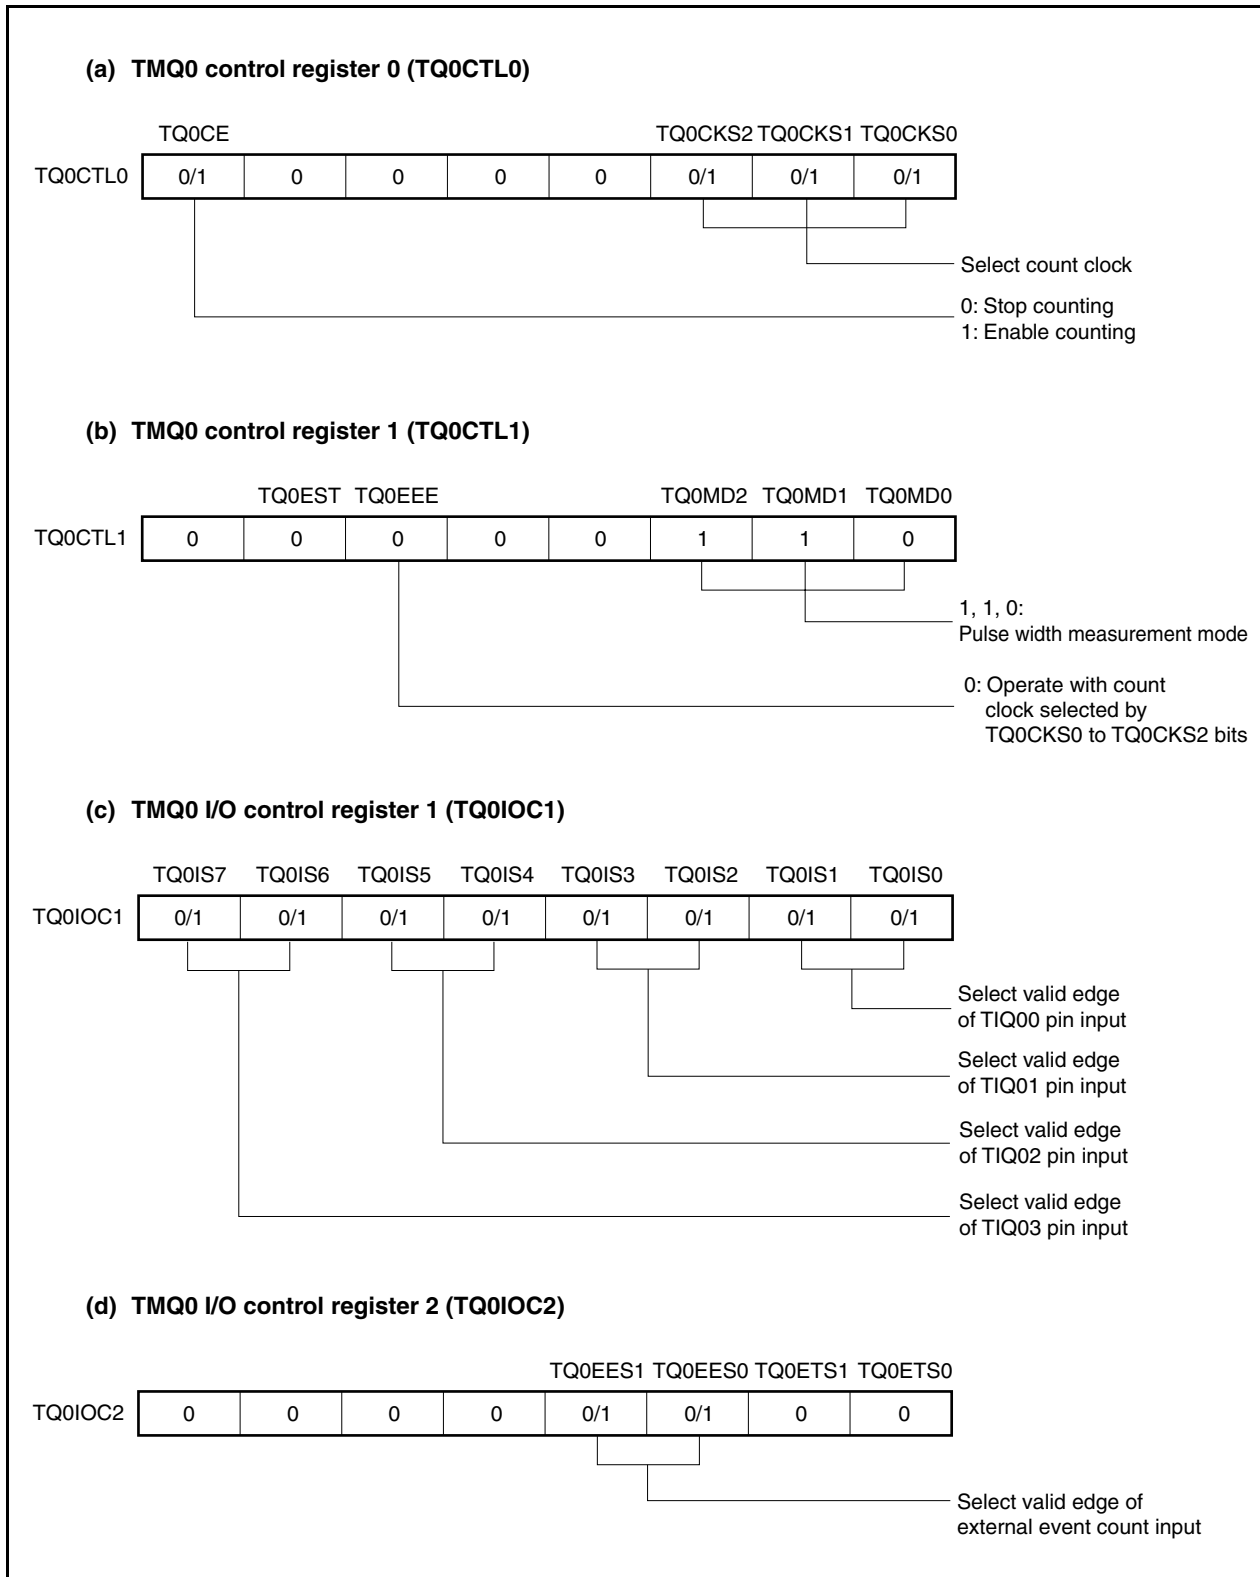 (a) TMQ0 control register 0 (TQ0CTL0)
TQ0CE TQ0CKS2 TQ0CKS1 TQ0CKS0
TQ0CTL0 0/1 0 0 0 0 0/1 0/1 0/1
Select count clock
0: Stop counting
1: Enable counting
(b) TMQ0 control register 1 (TQ0CTL1)
TQ0EST TQ0EEE TQ0MD2 TQ0MD1 TQ0MD0
TQ0CTL1 0 0 0 0 0 1 1 0
1, 1, 0:
Pulse width measurement mode
0: Operate with count
clock selected by
TQ0CKS0 to TQ0CKS2 bits
(c) TMQ0 I/O control register 1 (TQ0IOC1)
TQ0IS7 TQ0IS6 TQ0IS5 TQ0IS4 TQ0IS3 TQ0IS2 TQ0IS1 TQ0IS0
TQ0IOC1 0/1 0/1 0/1 0/1 0/1 0/1 0/1 0/1
Select valid edge
of TIQ00 pin input
Select valid edge
of TIQ01 pin input
Select valid edge
of TIQ02 pin input
Select valid edge
of TIQ03 pin input
(d) TMQ0 I/O control register 2 (TQ0IOC2)
TQ0EES1 TQ0EES0 TQ0ETS1 TQ0ETS0
TQ0IOC2 0 0 0 0 0/1 0/1 0 0
Select valid edge of
external event count input